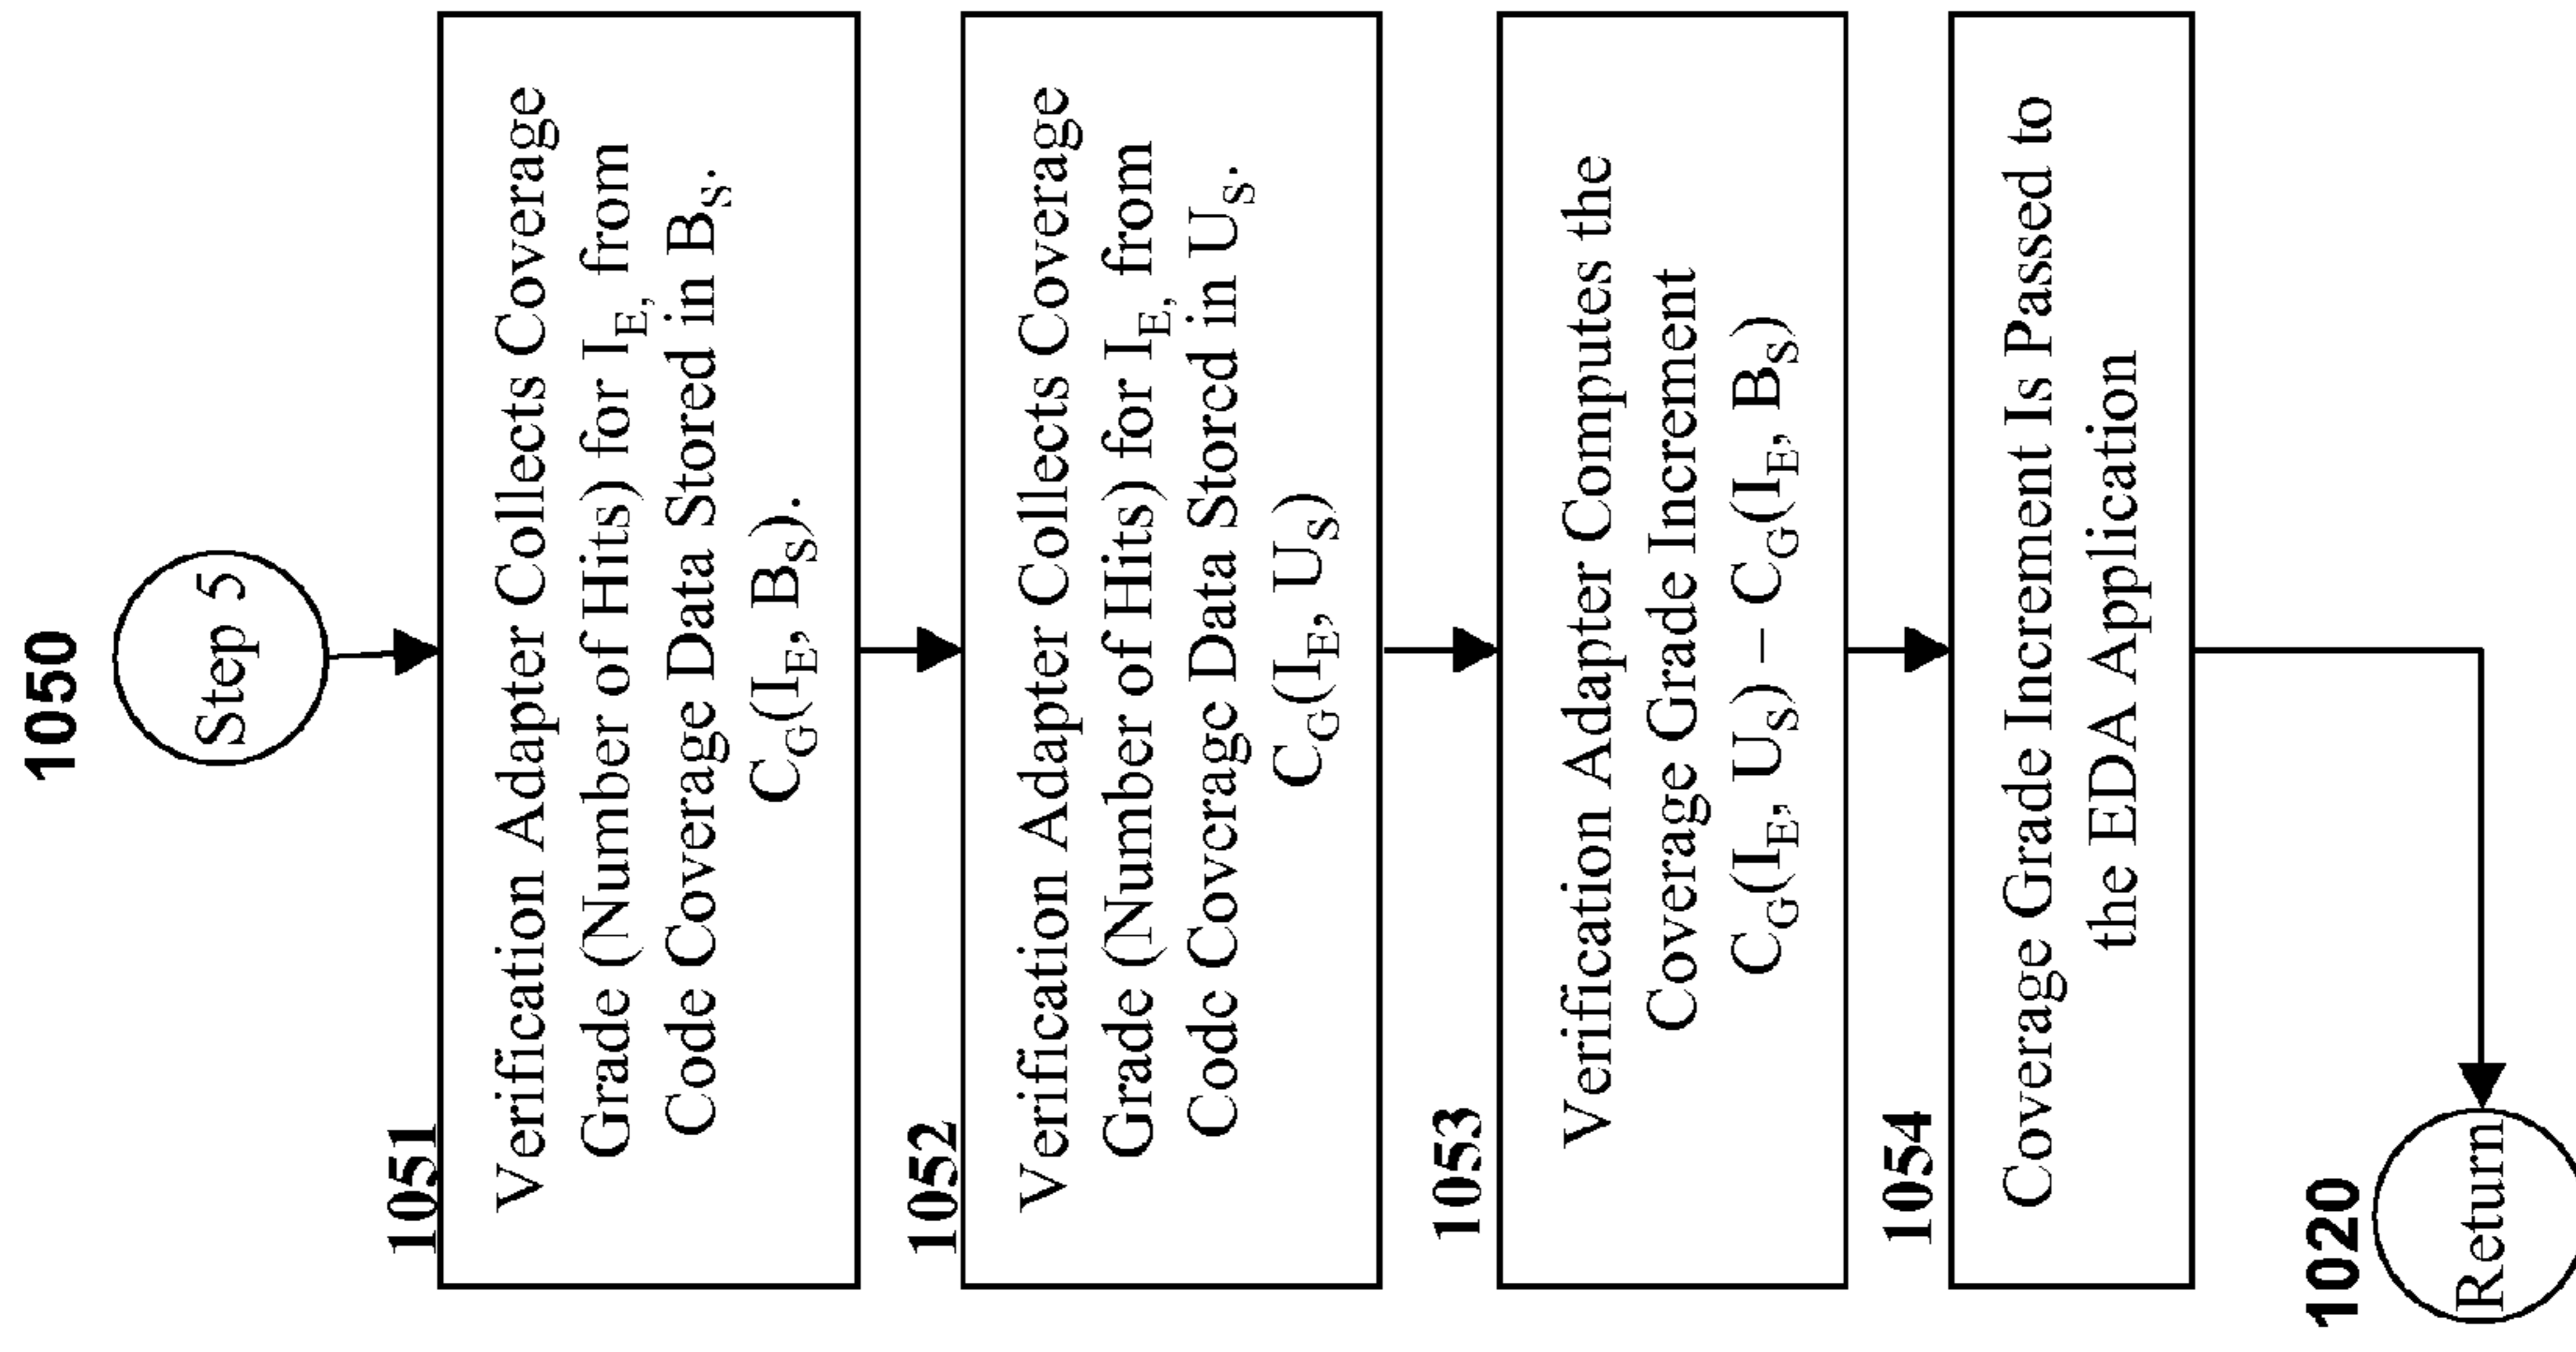 1050
Step 5
1051
Verification Adapter Collects Coverage
Grade (Number of Hits) for I_E, from
Code Coverage Data Stored in B_S.
C_G(I_E, B_S).
1052
Verification Adapter Collects Coverage
Grade (Number of Hits) for I_E, from
Code Coverage Data Stored in U_S.
C_G(I_E, U_S)
1053
Verification Adapter Computes the
Coverage Grade Increment
C_G(I_E, U_S) – C_G(I_E, B_S)
1054
Coverage Grade Increment Is Passed to
the EDA Application
1020
Return